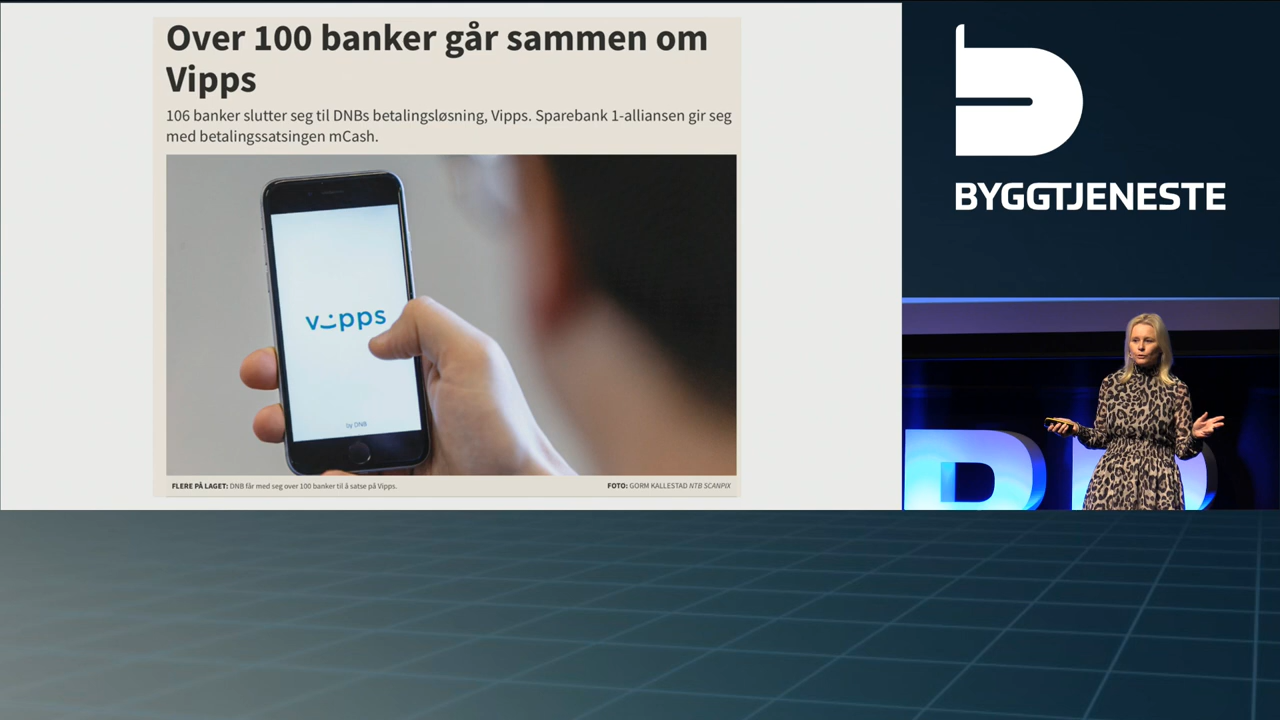 Over 100 banker går sammen om
Vipps
106 banker slutter seg til DNBs betalingsløsning, Vipps. Sparebank 1-alliansen gir seg
med betalingssatsingen mCash.
vipps
by DNB
FLERE PÅ LAGET: DNB får med seg over 100 banker til å satse på Vipps.
FOTO: GORM KALLESTAD NTB SCANPIX
BYGGTJENESTE